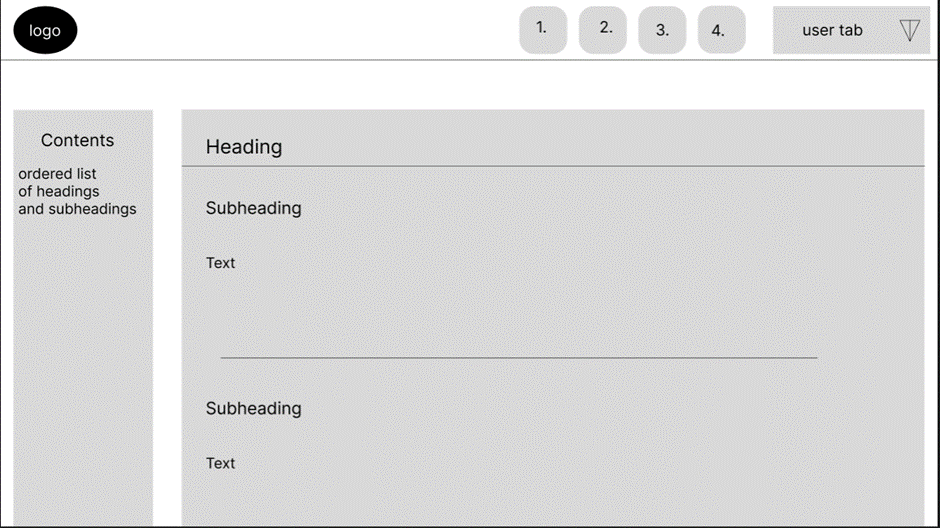 logo
1.
2.
3.
4.
user tab
Contents
ordered list
of headings
and subheadings
Heading
Subheading
Text
Subheading
Text